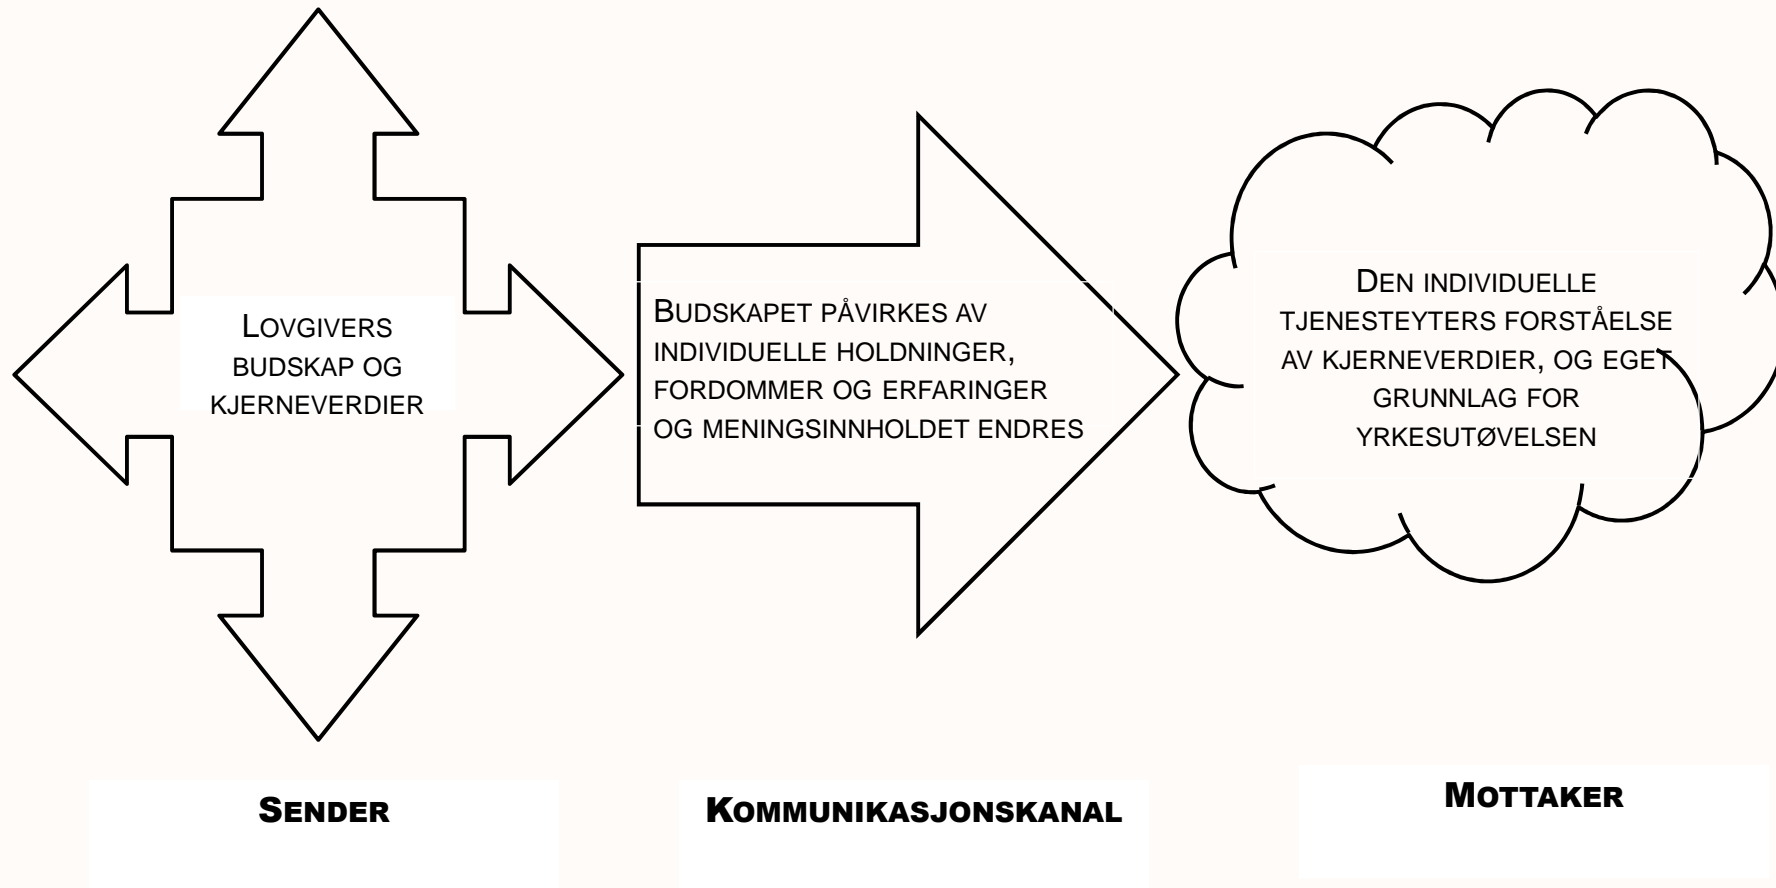 Lovgivers
budskap og
kjerneverdier
Budskapet påvirkes av
individuelle holdninger,
fordommer og erfaringer
og meningsinnholdet endres
Den individuelle
tjenesteyters forståelse
av kjerneverdier, og eget
grunnlag for
yrkesutøvelsen
Sender
Kommunikasjonskanal
Mottaker